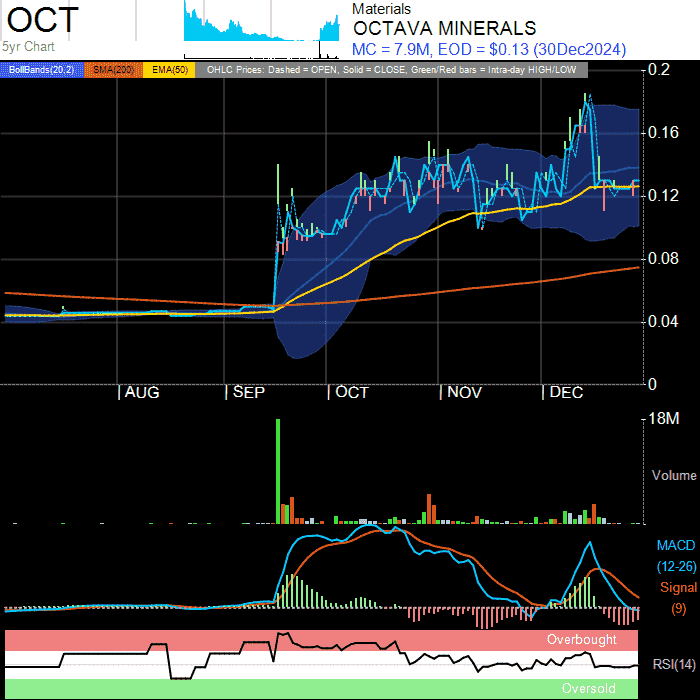 OCT
5yr Chart
Materials
OCTAVA MINERALS
MC = 7.9M, EOD = $0.13 (30Dec2024)
BollBands(20,2) SMA(200) EMA(50) OHLC Prices: Dashed = OPEN, Solid = CLOSE, Green/Red bars = Intra-day HIGH/LOW
0.2
0.16
0.12
0.08
0.04
0
AUG SEP OCT NOV DEC
18M
Volume
MACD
(12-26)
Signal
(9)
Overbought
RSI(14)
Oversold